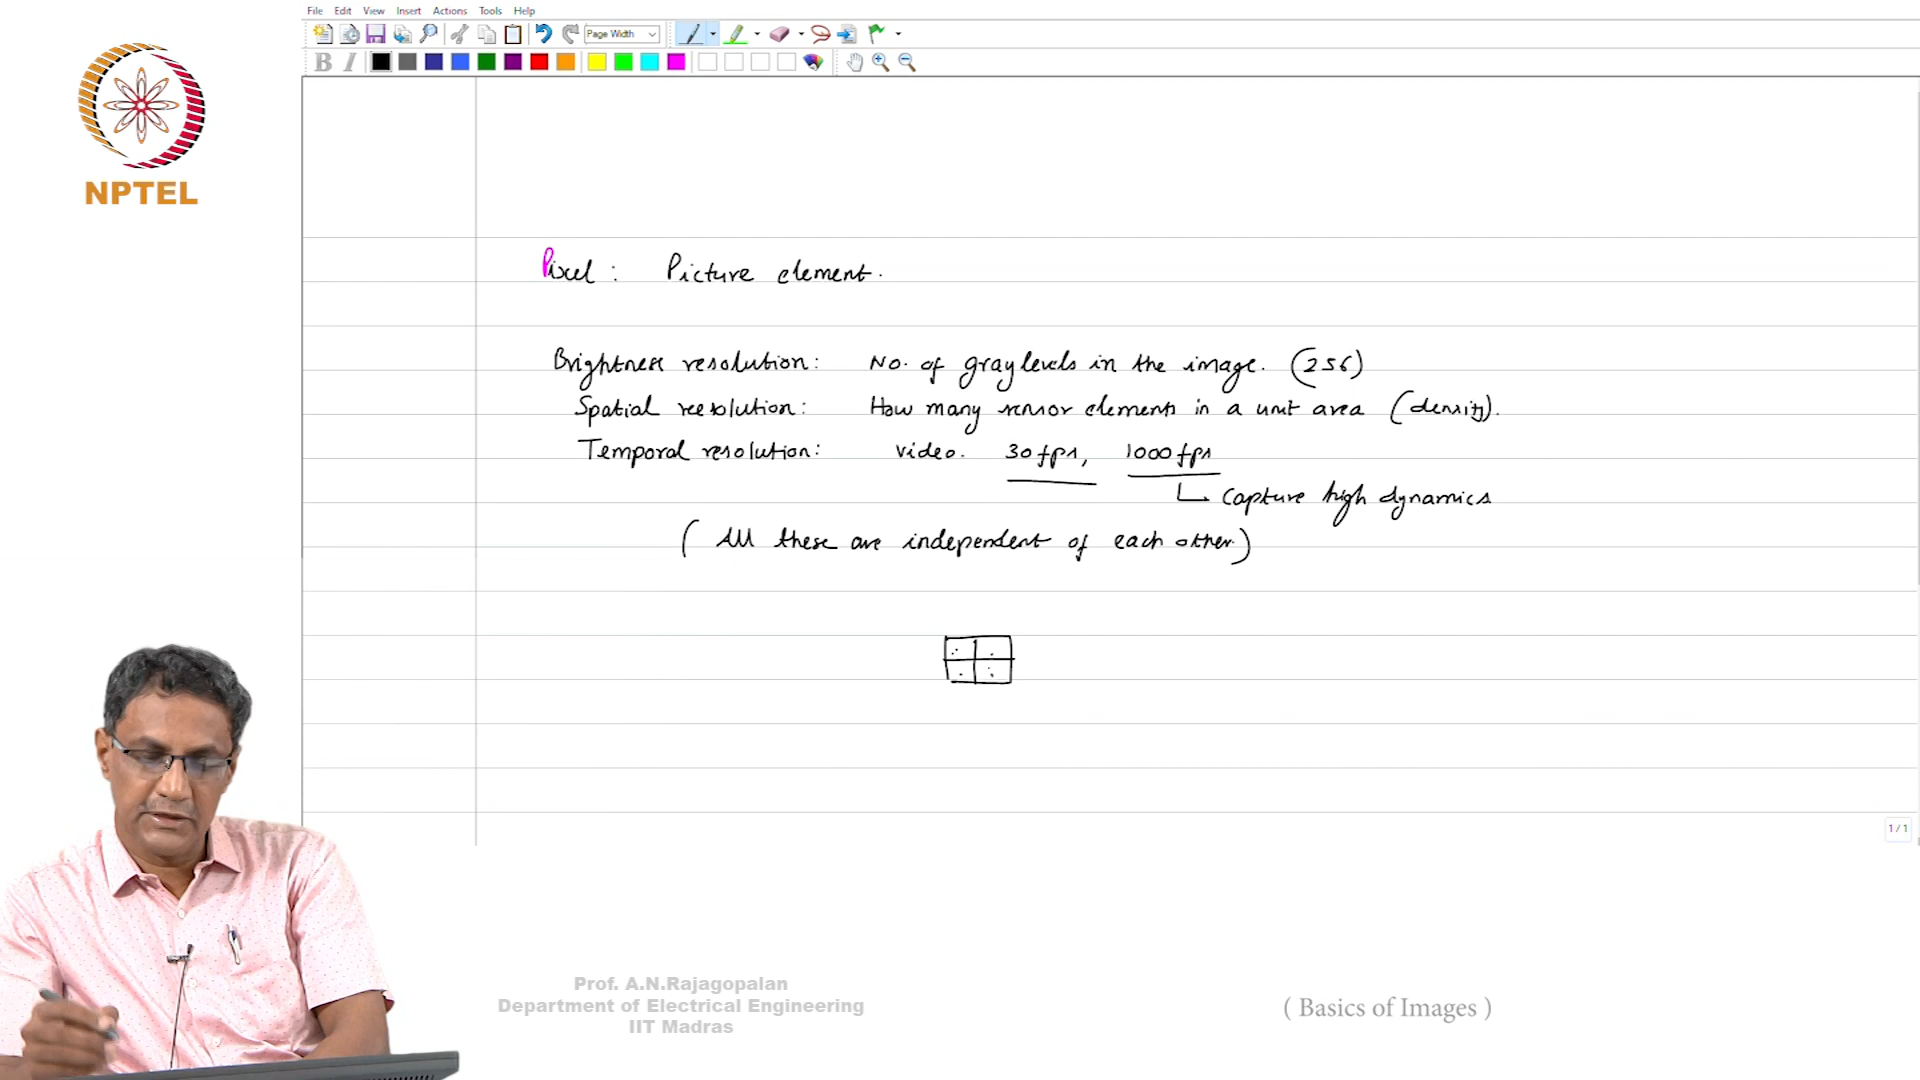 File Edit View Insert Actions Tools Help
Page Width
B I
NPTEL
Pixel : Picture element.
Brightness resolution: No. of gray levels in the image. (256)
Spatial resolution: How many sensor elements in a unit area (density).
Temporal resolution: video. 30 fps, 1000 fps
Capture high dynamics
( All these are independent of each other.)
1 / 1
Prof. A.N.Rajagopalan
Department of Electrical Engineering
IIT Madras
( Basics of Images )